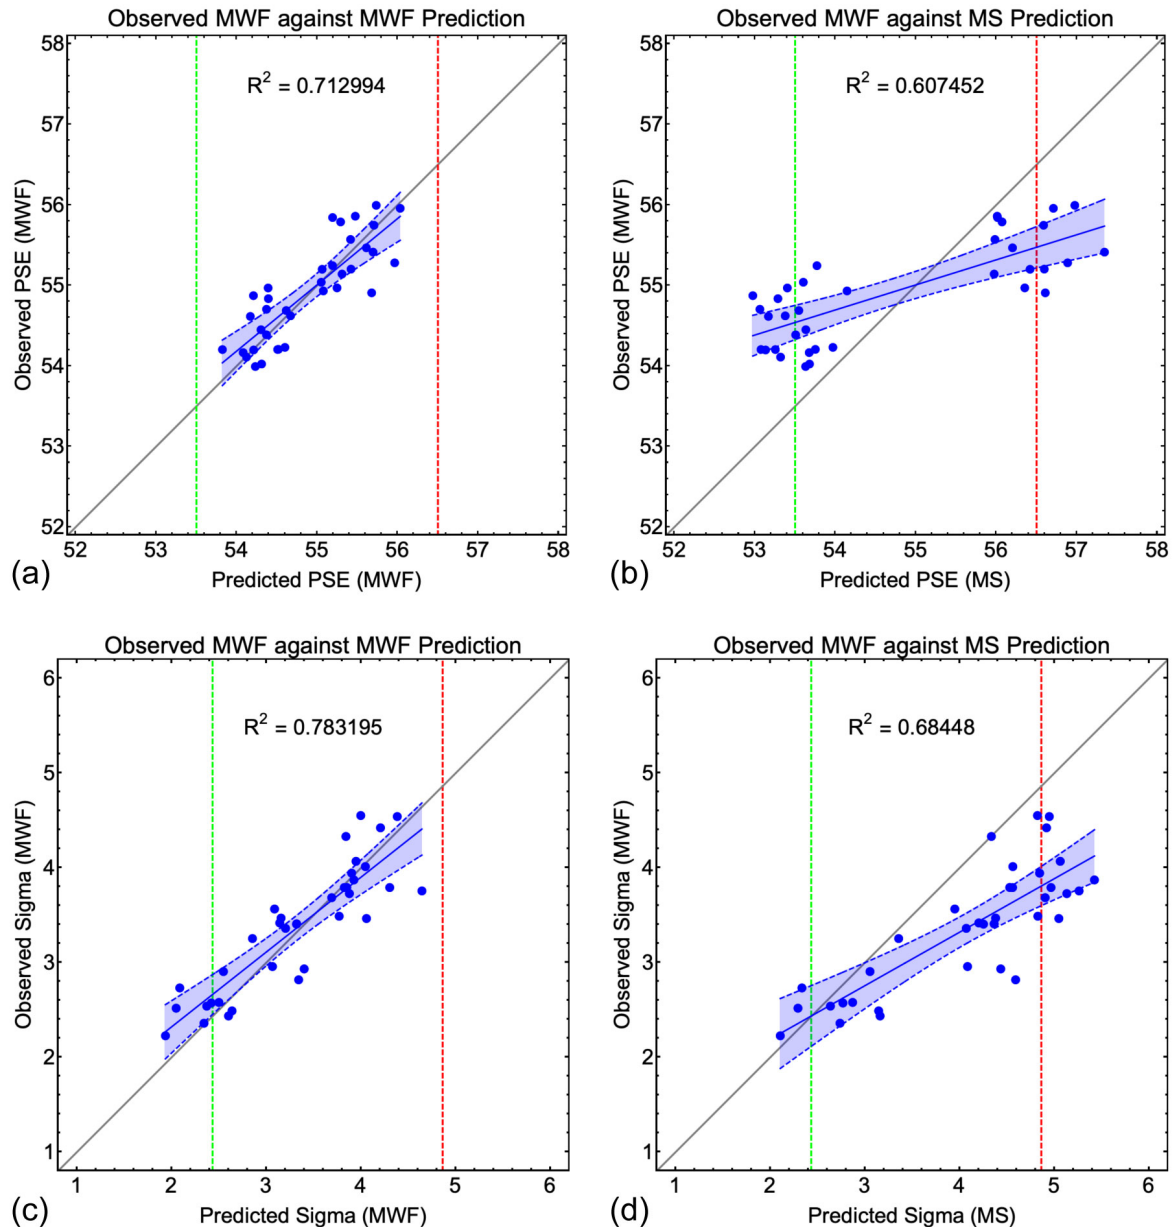 Observed MWF against MWF Prediction
58
57
56
55
54
53
52
R² = 0.712994
Observed PSE (MWF)
52 53 54 55 56 57 58
Predicted PSE (MWF)
(a)
Observed MWF against MS Prediction
58
57
56
55
54
53
52
R² = 0.607452
Observed PSE (MWF)
52 53 54 55 56 57 58
Predicted PSE (MS)
(b)
Observed MWF against MWF Prediction
6
5
4
3
2
1
R² = 0.783195
Observed Sigma (MWF)
1 2 3 4 5 6
Predicted Sigma (MWF)
(c)
Observed MWF against MS Prediction
6
5
4
3
2
1
R² = 0.68448
Observed Sigma (MWF)
1 2 3 4 5 6
Predicted Sigma (MS)
(d)